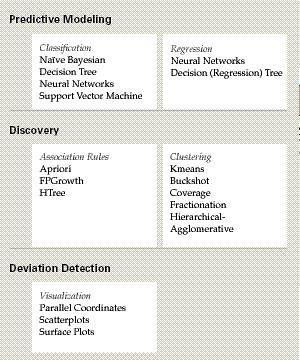 Predictive Modeling
Classification
Naïve Bayesian
Decision Tree
Neural Networks
Support Vector Machine
Regression
Neural Networks
Decision (Regression) Tree
Discovery
Association Rules
Apriori
FPGrowth
HTree
Clustering
Kmeans
Buckshot
Coverage
Fractionation
Hierarchical-
Agglomerative
Deviation Detection
Visualization
Parallel Coordinates
Scatterplots
Surface Plots